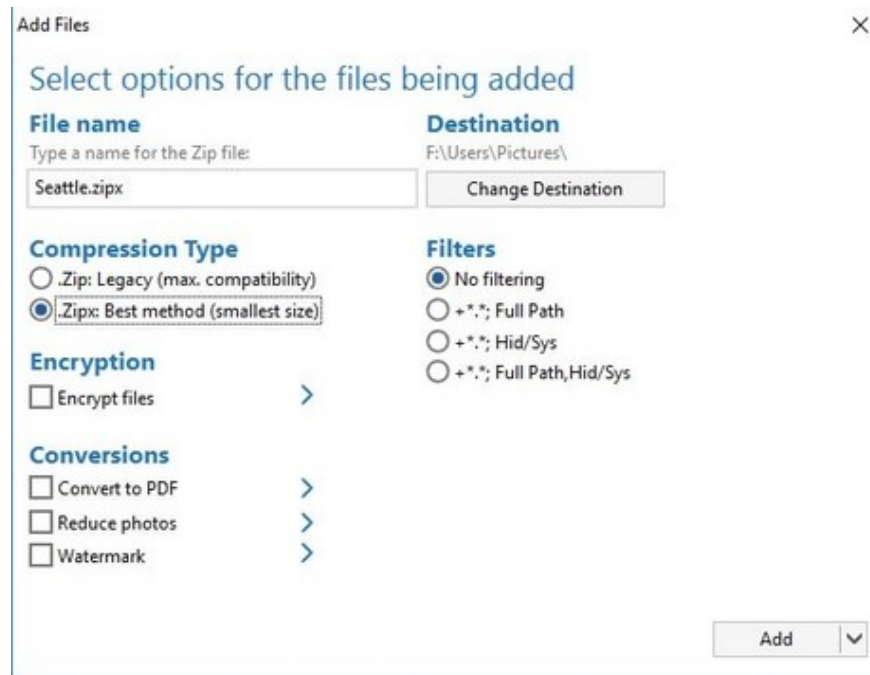 Add Files
Select options for the files being added
File name
Type a name for the Zip file:
Seattle.zipx
Destination
F:\Users\Pictures\
Change Destination
Compression Type
.Zip: Legacy (max. compatibility)
.Zipx: Best method (smallest size)
Filters
No filtering
+*.*; Full Path
+*.*; Hid/Sys
+*.*; Full Path,Hid/Sys
Encryption
Encrypt files
Conversions
Convert to PDF
Reduce photos
Watermark
Add